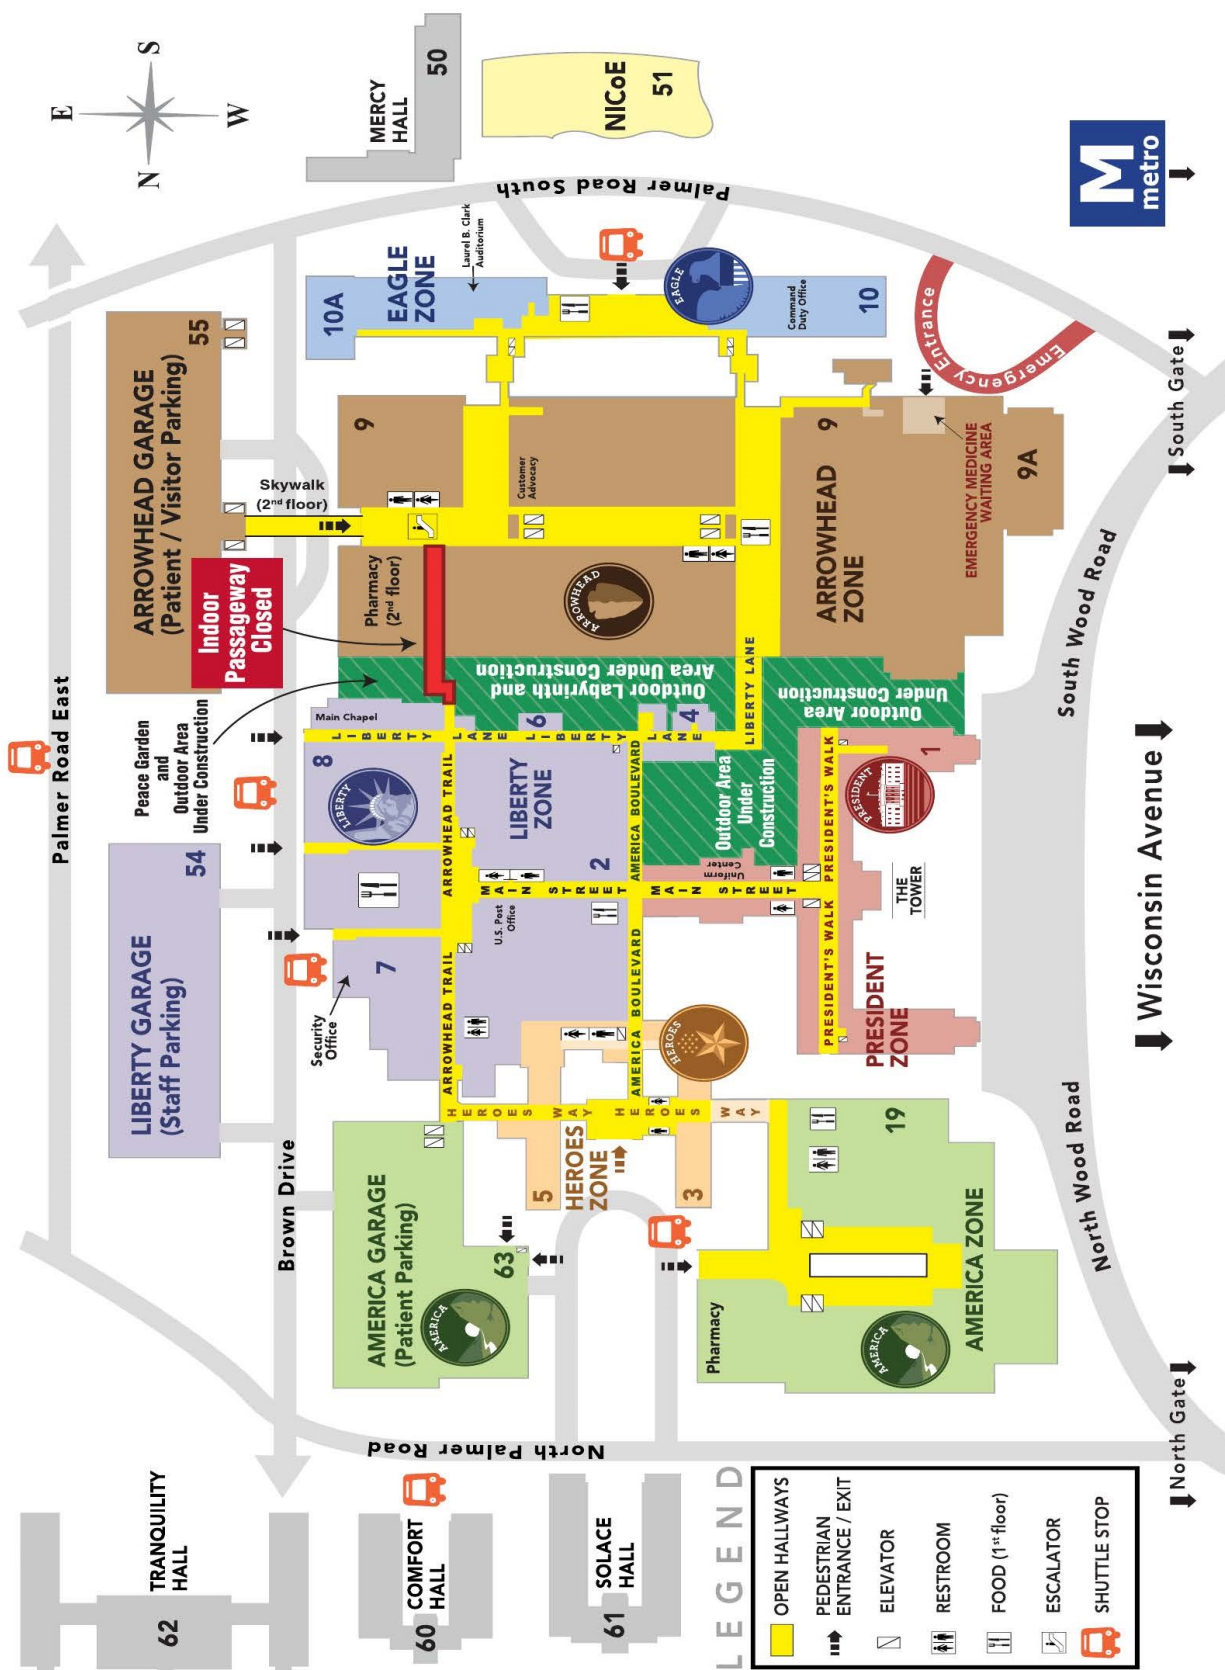 Palmer Road East
62
TRANQUILITY
HALL
LIBERTY GARAGE
(Staff Parking)
54
Peace Garden
and
Outdoor Area
Under Construction
Indoor
Passageway
Closed
ARROWHEAD GARAGE
(Patient / Visitor Parking)
55
E
N
S
W
Brown Drive
Security
Office
Skywalk
(2nd floor)
60
COMFORT
HALL
North Palmer Road
AMERICA GARAGE
(Patient Parking)
63
AMERICA
7
8
LIBERTY
Main Chapel
Pharmacy
(2nd floor)
9
10A
EAGLE
ZONE
Laurel B. Clark
Auditorium
MERCY
HALL
50
ARROWHEAD TRAIL
ARROWHEAD TRAIL
ARROWHEAD TRAIL
LIBERTY LANE
LIBERTY LANE
LIBERTY LANE
U.S. Post
Office
MAIN STREET
MAIN STREET
LIBERTY
ZONE
2
6
4
Outdoor Labyrinth and
Area Under Construction
Customer
Advocacy
ARROWHEAD
Palmer Road South
NICoE
51
61
SOLACE
HALL
HEROES WAY
HEROES WAY
5
HEROES
ZONE
3
HEROES
AMERICA BOULEVARD
AMERICA BOULEVARD
AMERICA BOULEVARD
Uniform
Center
Outdoor Area
Under
Construction
EAGLE
Command
Duty Office
10
Pharmacy
19
AMERICA
AMERICA ZONE
PRESIDENT'S WALK
PRESIDENT'S WALK
PRESIDENT'S WALK
PRESIDENT
ZONE
THE
TOWER
PRESIDENT
1
Outdoor Area
Under Construction
ARROWHEAD
ZONE
9
EMERGENCY MEDICINE
WAITING AREA
9A
Emergency Entrance
Emergency
LEGEND
OPEN HALLWAYS
PEDESTRIAN
ENTRANCE / EXIT
ELEVATOR
RESTROOM
FOOD (1st floor)
ESCALATOR
SHUTTLE STOP
North Wood Road
South Wood Road
North Gate
South Gate
Wisconsin Avenue
M
metro